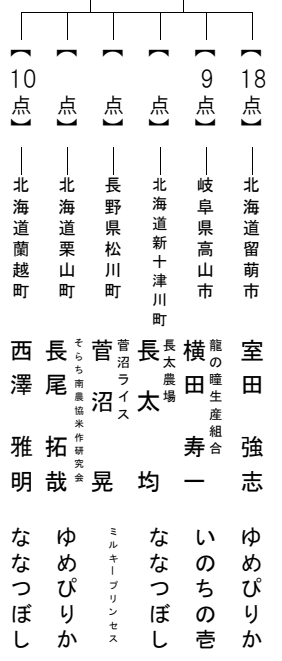 【18点】
北海道留萌市
室田 強志
ゆめぴりか
【9点】
岐阜県高山市
龍の瞳生産組合
横田 寿一
いのちの壱
【 点】
北海道新十津川町
長太農場
長太 均
ななつぼし
【 点】
長野県松川町
菅沼ライス
菅沼 晃
ミルキープリンセス
【 点】
北海道栗山町
そらち南農協米作研究会
長尾 拓哉
ゆめぴりか
【10点】
北海道蘭越町
西澤 雅明
ななつぼし